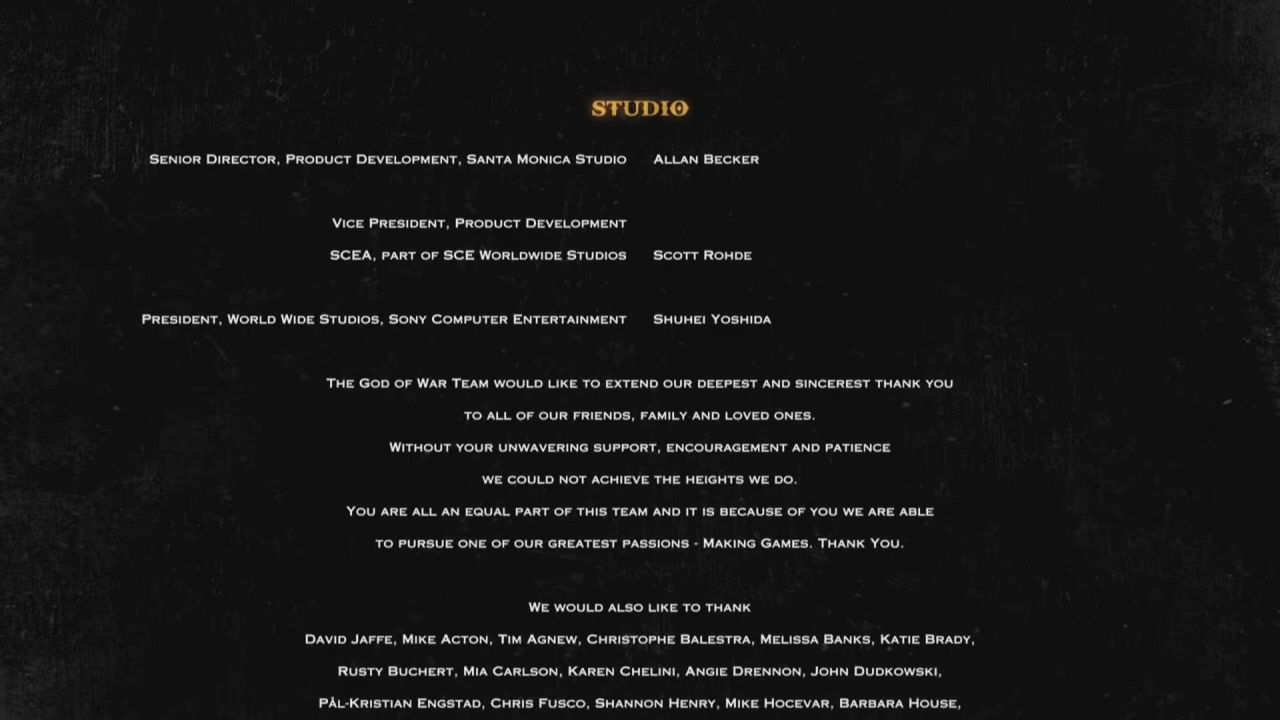 STUDIO
SENIOR DIRECTOR, PRODUCT DEVELOPMENT, SANTA MONICA STUDIO ALLAN BECKER
VICE PRESIDENT, PRODUCT DEVELOPMENT
SCEA, PART OF SCE WORLDWIDE STUDIOS SCOTT ROHDE
PRESIDENT, WORLD WIDE STUDIOS, SONY COMPUTER ENTERTAINMENT SHUHEI YOSHIDA
THE GOD OF WAR TEAM WOULD LIKE TO EXTEND OUR DEEPEST AND SINCEREST THANK YOU
TO ALL OF OUR FRIENDS, FAMILY AND LOVED ONES.
WITHOUT YOUR UNWAVERING SUPPORT, ENCOURAGEMENT AND PATIENCE
WE COULD NOT ACHIEVE THE HEIGHTS WE DO.
YOU ARE ALL AN EQUAL PART OF THIS TEAM AND IT IS BECAUSE OF YOU WE ARE ABLE
TO PURSUE ONE OF OUR GREATEST PASSIONS - MAKING GAMES. THANK YOU.
WE WOULD ALSO LIKE TO THANK
DAVID JAFFE, MIKE ACTON, TIM AGNEW, CHRISTOPHE BALESTRA, MELISSA BANKS, KATIE BRADY,
RUSTY BUCHERT, MIA CARLSON, KAREN CHELINI, ANGIE DRENNON, JOHN DUDKOWSKI,
PÅL-KRISTIAN ENGSTAD, CHRIS FUSCO, SHANNON HENRY, MIKE HOCEVAR, BARBARA HOUSE,